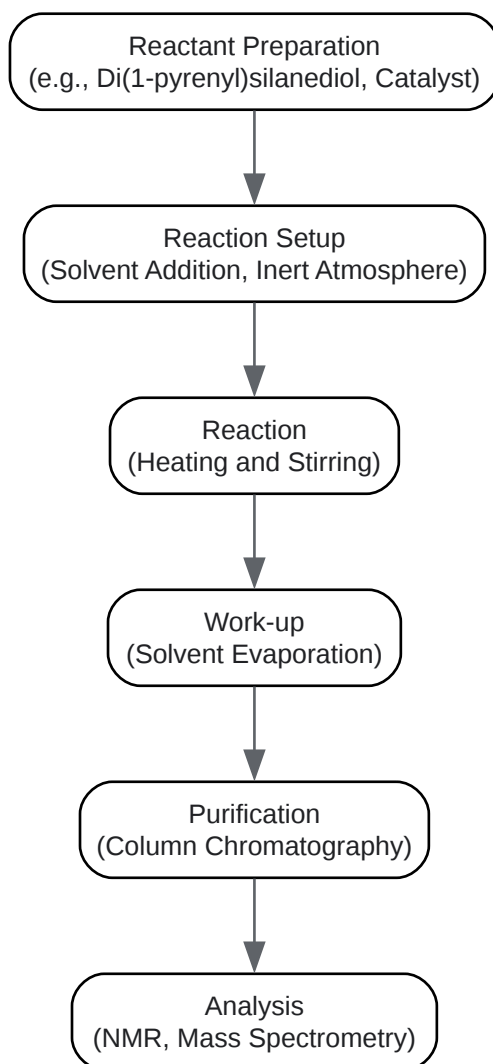 Reactant Preparation
(e.g., Di(1-pyrenyl)silanediol, Catalyst)
Reaction Setup
(Solvent Addition, Inert Atmosphere)
Reaction
(Heating and Stirring)
Work-up
(Solvent Evaporation)
Purification
(Column Chromatography)
Analysis
(NMR, Mass Spectrometry)